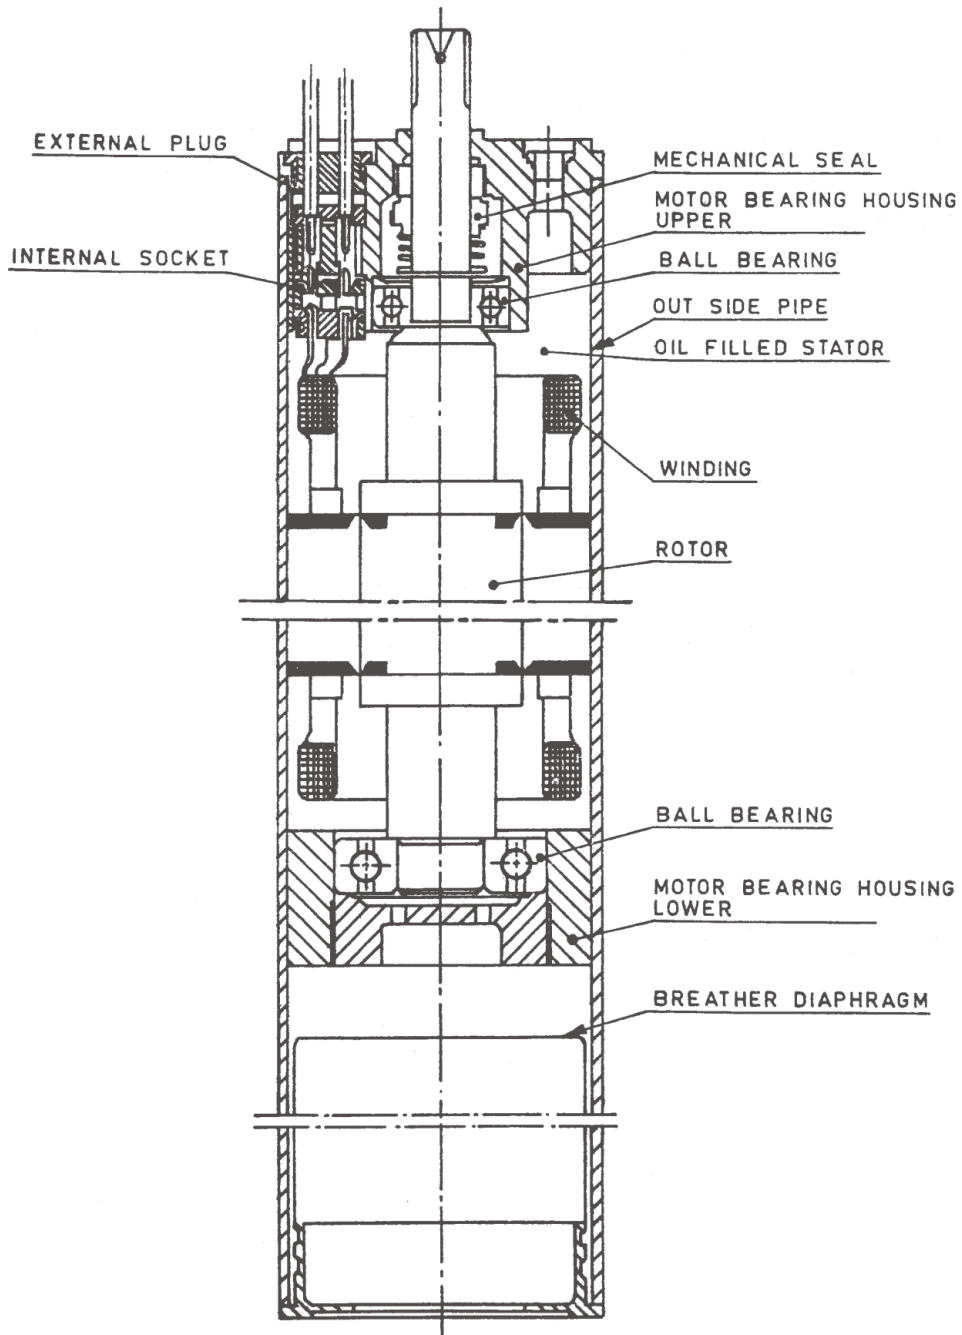 EXTERNAL PLUG
MECHANICAL SEAL
MOTOR BEARING HOUSING
UPPER
INTERNAL SOCKET
BALL BEARING
OUT SIDE PIPE
OIL FILLED STATOR
WINDING
ROTOR
BALL BEARING
MOTOR BEARING HOUSING
LOWER
BREATHER DIAPHRAGM